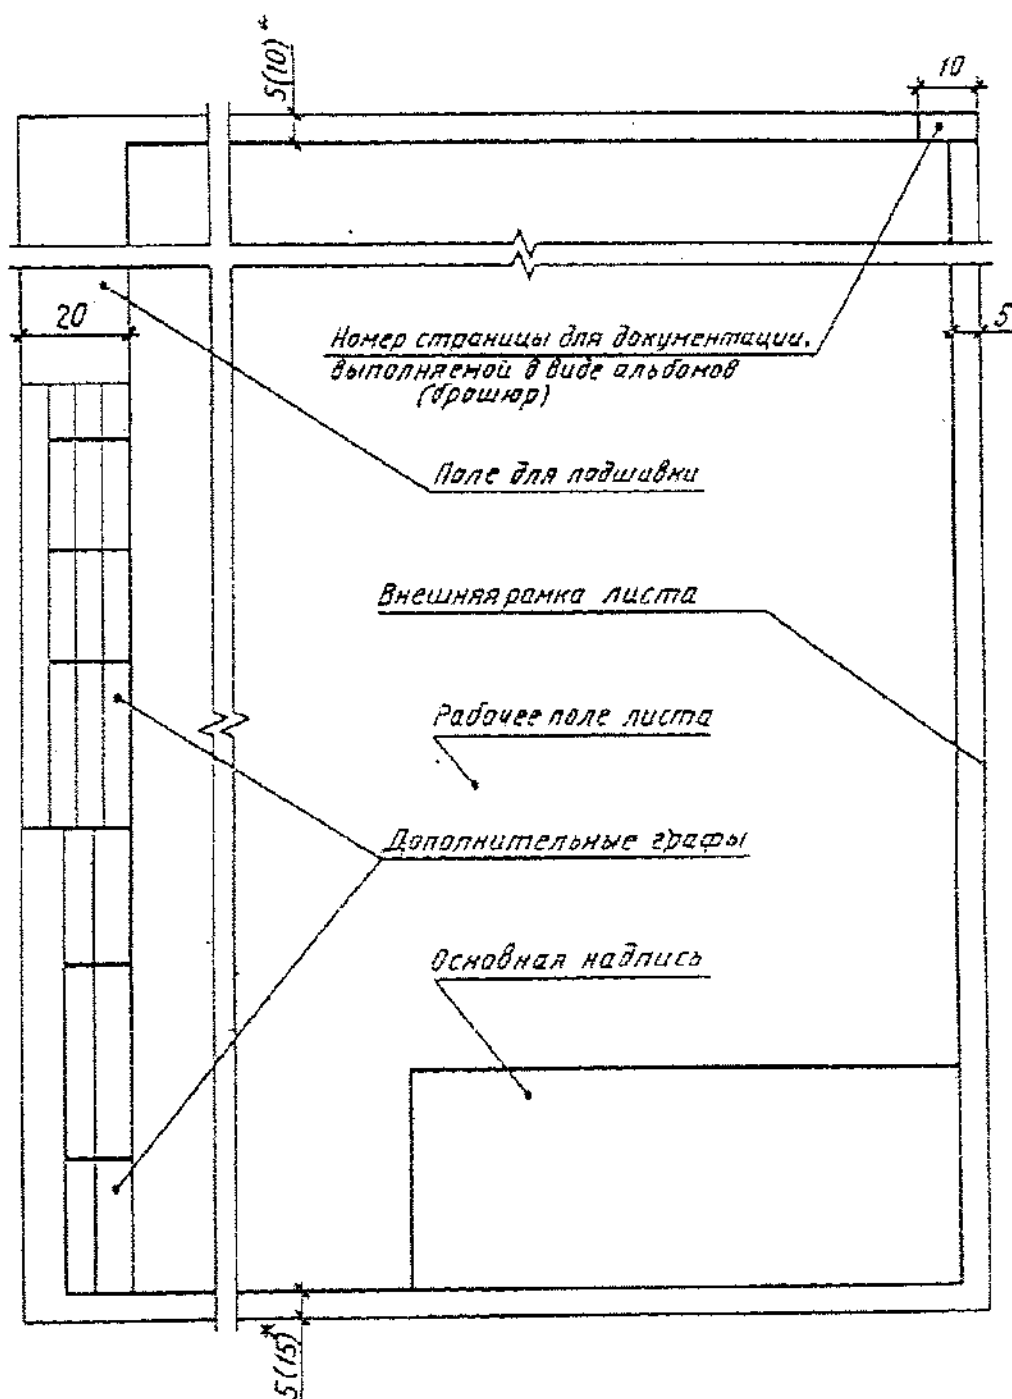 5(10)*
10
20
5
Номер страницы для документации,
выполняемой в виде альбомов
(брошюр)
Поле для подшивки
Внешняя рамка листа
Рабочее поле листа
Дополнительные графы
Основная надпись
5(15)*